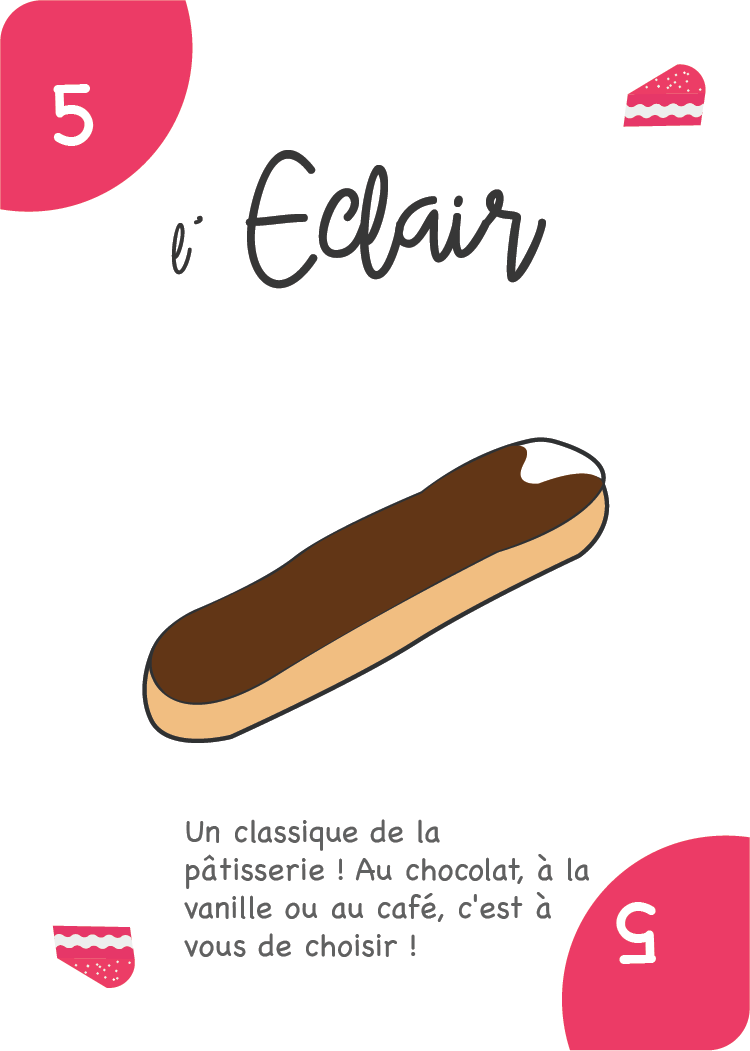 5
l' Eclair
Un classique de la
pâtisserie ! Au chocolat, à la
vanille ou au café, c'est à
vous de choisir !
5